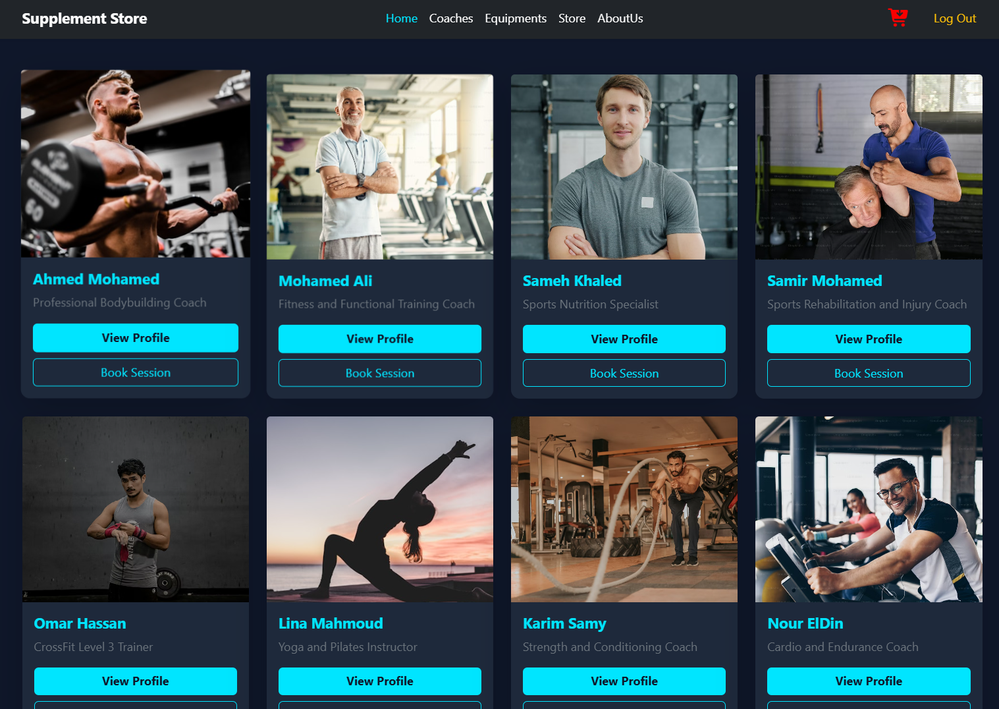 Supplement Store
Home Coaches Equipments Store AboutUs
Log Out
60
Ahmed Mohamed
Professional Bodybuilding Coach
View Profile
Book Session
Mohamed Ali
Fitness and Functional Training Coach
View Profile
Book Session
Sameh Khaled
Sports Nutrition Specialist
View Profile
Book Session
Samir Mohamed
Sports Rehabilitation and Injury Coach
View Profile
Book Session
Omar Hassan
CrossFit Level 3 Trainer
View Profile
Lina Mahmoud
Yoga and Pilates Instructor
View Profile
Karim Samy
Strength and Conditioning Coach
View Profile
Nour ElDin
Cardio and Endurance Coach
View Profile